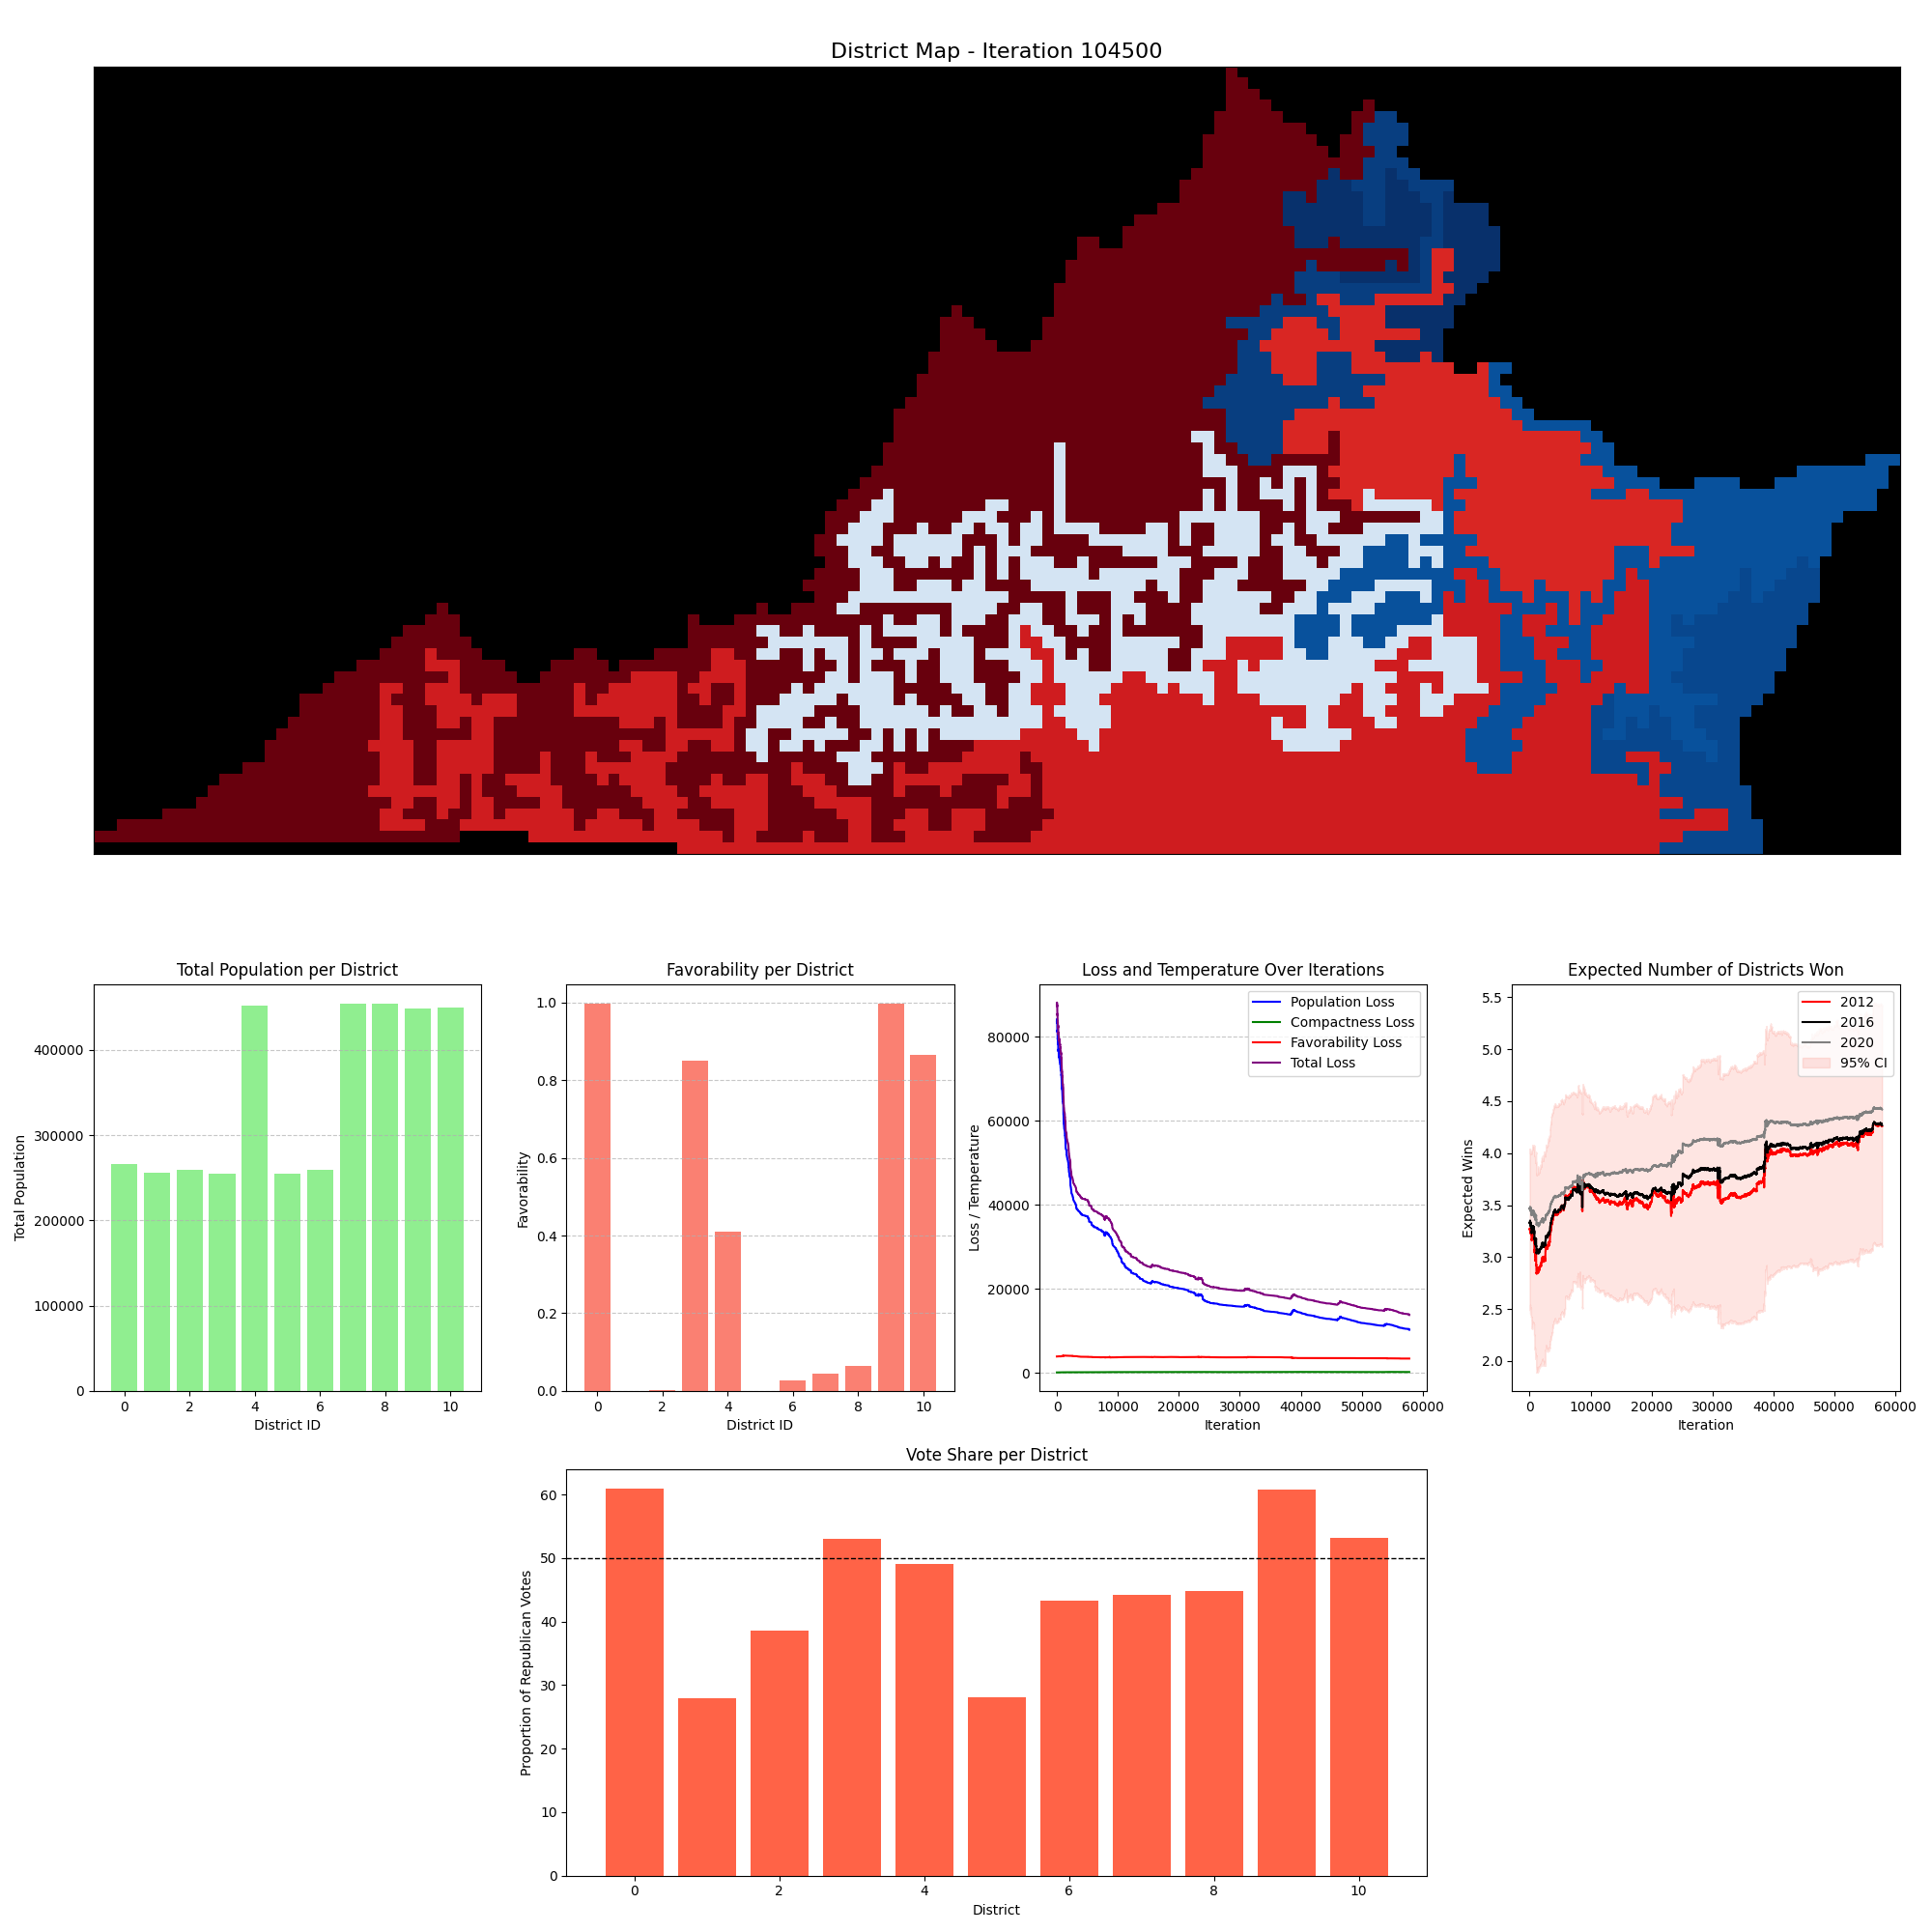 District Map - Iteration 104500
Total Population per District
Total Population
0
100000
200000
300000
400000
0 2 4 6 8 10
District ID
Favorability per District
Favorability
0.0
0.2
0.4
0.6
0.8
1.0
0 2 4 6 8 10
District ID
Loss and Temperature Over Iterations
Loss / Temperature
0
20000
40000
60000
80000
Population Loss
Compactness Loss
Favorability Loss
Total Loss
0 10000 20000 30000 40000 50000 60000
Iteration
Expected Number of Districts Won
Expected Wins
2.0
2.5
3.0
3.5
4.0
4.5
5.0
5.5
2012
2016
2020
95% CI
0 10000 20000 30000 40000 50000 60000
Iteration
Vote Share per District
Proportion of Republican Votes
0
10
20
30
40
50
60
0 2 4 6 8 10
District